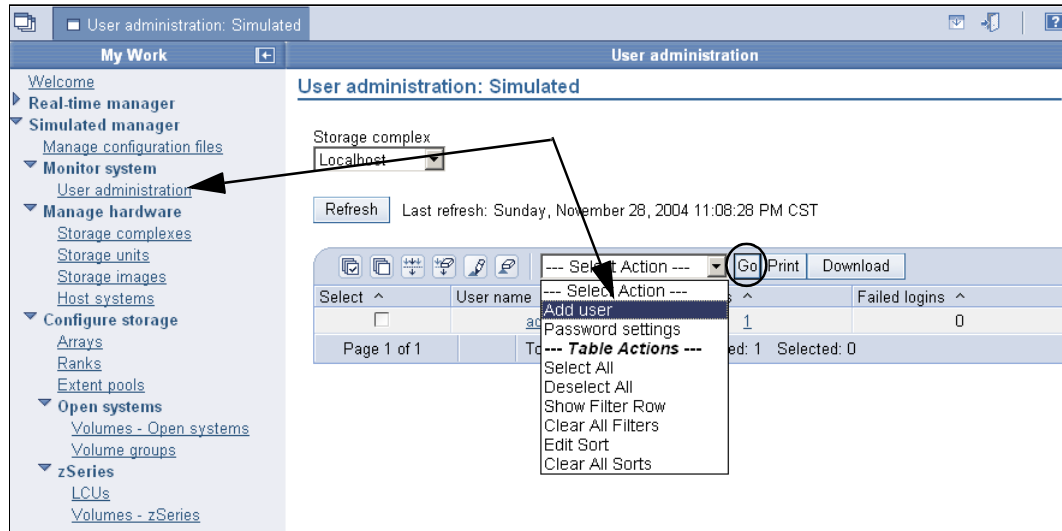 User administration: Simulated
?
My Work
User administration
Welcome
Real-time manager
Simulated manager
Manage configuration files
Monitor system
User administration
Manage hardware
Storage complexes
Storage units
Storage images
Host systems
Configure storage
Arrays
Ranks
Extent pools
Open systems
Volumes - Open systems
Volume groups
zSeries
LCUs
Volumes - zSeries
User administration: Simulated
Storage complex
Localhost
Refresh Last refresh: Sunday, November 28, 2004 11:08:28 PM CST
--- Select Action --- Go Print Download
Select ^ User name ^ Failed logins ^
1 0
Page 1 of 1 ed: 1 Selected: 0
--- Select Action ---
Add user
Password settings
--- Table Actions ---
Select All
Deselect All
Show Filter Row
Clear All Filters
Edit Sort
Clear All Sorts